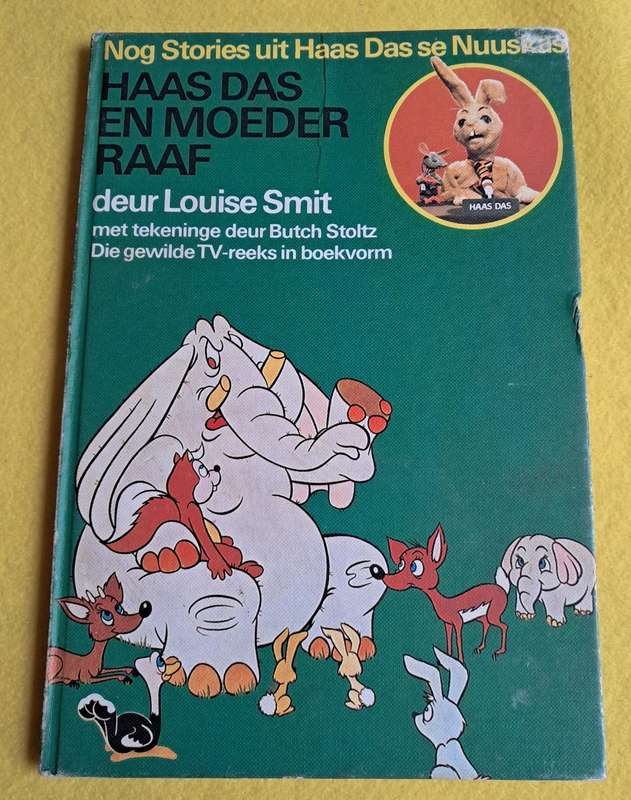 Nog Stories uit Haas Das se Nuuskas
HAAS DAS
EN MOEDER
RAAF
deur Louise Smit
met tekeninge deur Butch Stoltz
Die gewilde TV-reeks in boekvorm
HAAS DAS